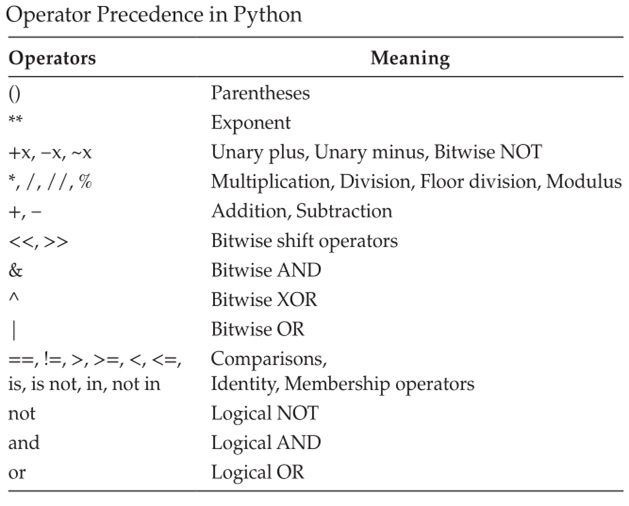 Operator Precedence in Python
Operators Meaning
() Parentheses
** Exponent
+x, −x, ~x Unary plus, Unary minus, Bitwise NOT
*, /, //, % Multiplication, Division, Floor division, Modulus
+, − Addition, Subtraction
<<, >> Bitwise shift operators
& Bitwise AND
^ Bitwise XOR
| Bitwise OR
==, !=, >, >=, <, <=, Comparisons,
is, is not, in, not in Identity, Membership operators
not Logical NOT
and Logical AND
or Logical OR